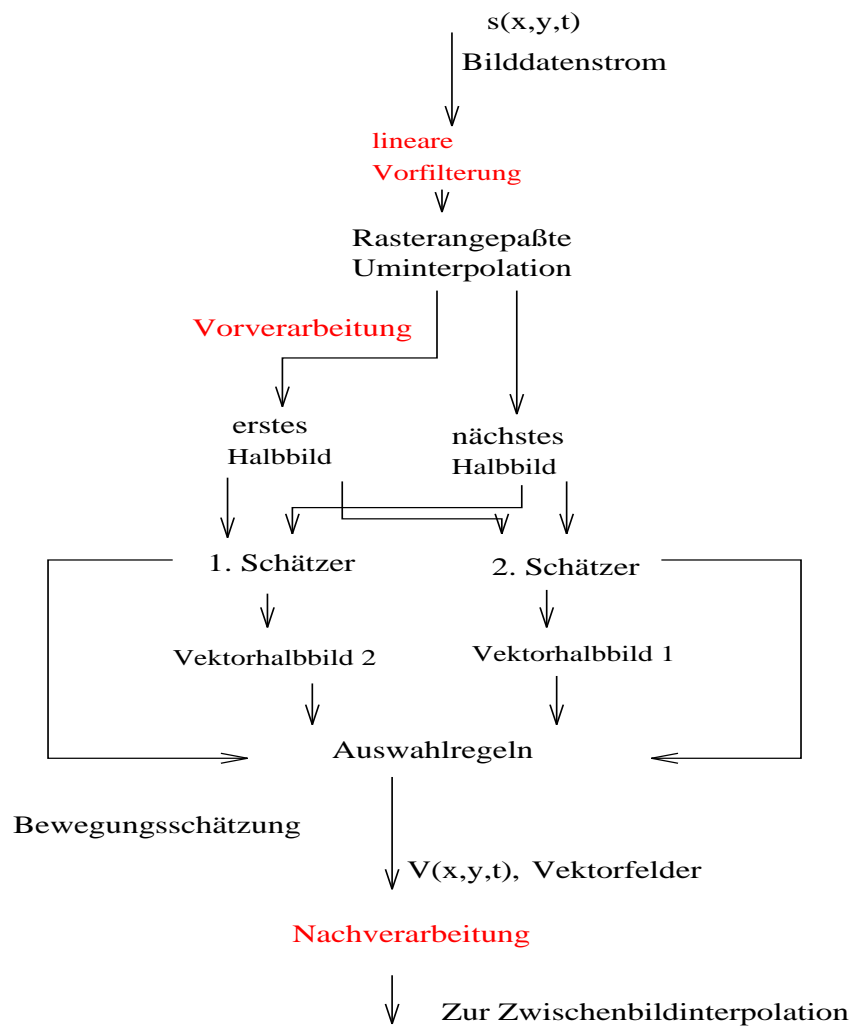 s(x,y,t)
Bilddatenstrom
lineare
Vorfilterung
Rasterangepaßte
Uminterpolation
Vorverarbeitung
erstes
Halbbild
nächstes
Halbbild
1. Schätzer
2. Schätzer
Vektorhalbbild 2
Vektorhalbbild 1
Auswahlregeln
Bewegungsschätzung
V(x,y,t), Vektorfelder
Nachverarbeitung
Zur Zwischenbildinterpolation